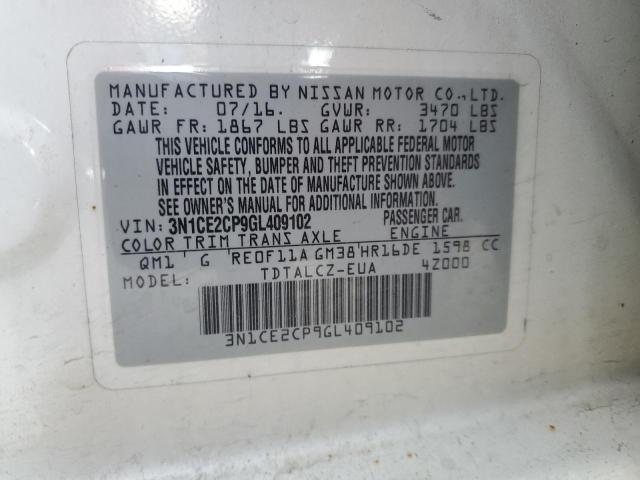 MANUFACTURED BY NISSAN MOTOR CO.,LTD.
DATE: 07/16. GVWR: 3470 LBS
GAWR FR: 1867 LBS GAWR RR: 1704 LBS
THIS VEHICLE CONFORMS TO ALL APPLICABLE FEDERAL MOTOR
VEHICLE SAFETY, BUMPER AND THEFT PREVENTION STANDARDS
IN EFFECT ON THE DATE OF MANUFACTURE SHOWN ABOVE.
SEE OWNER'S MANUAL FOR ADDITIONAL INFORMATION.
VIN: 3N1CE2CP9GL409102 PASSENGER CAR.
COLOR TRIM TRANS AXLE ENGINE
QM1 G RE0F11A GM38 HR16DE 1598 CC
MODEL: TDTALCZ-EUA 4Z000
3N1CE2CP9GL409102